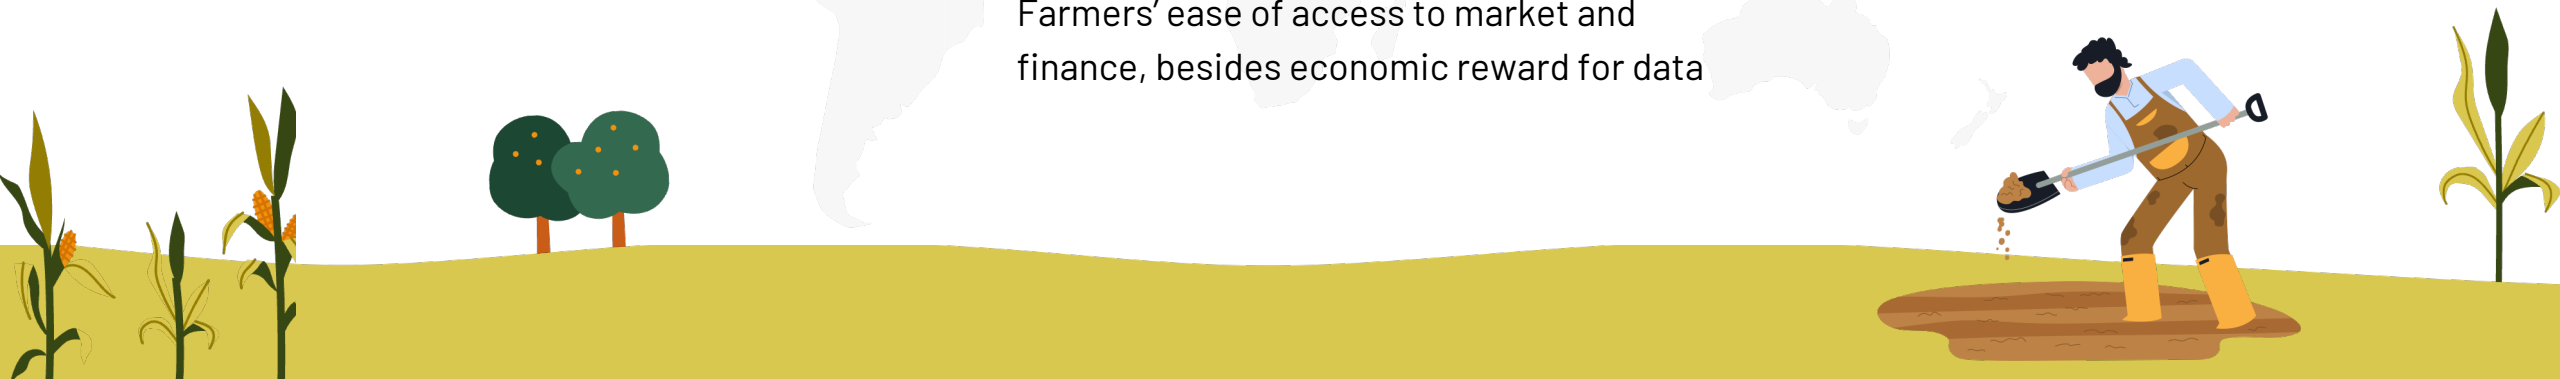 Farmers’ ease of access to market and
finance, besides economic reward for data